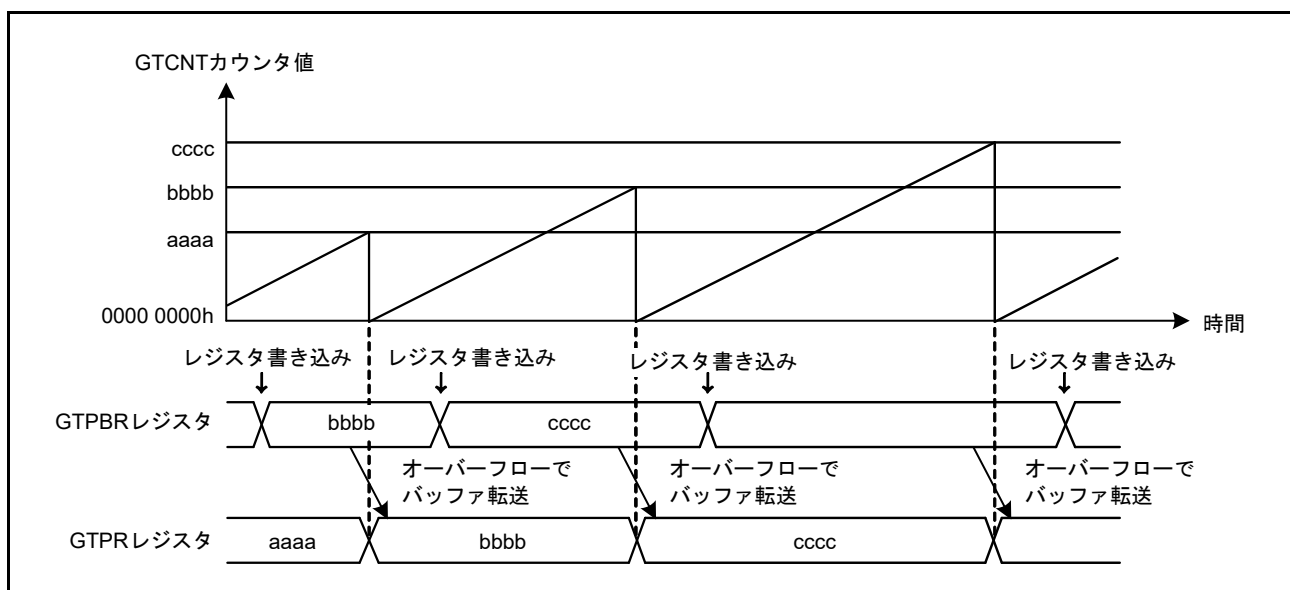 GTCNTカウンタ値
cccc
bbbb
aaaa
0000 0000h
時間
レジスタ書き込み
レジスタ書き込み
レジスタ書き込み
レジスタ書き込み
GTPBRレジスタ
bbbb
cccc
オーバーフローで
バッファ転送
オーバーフローで
バッファ転送
オーバーフローで
バッファ転送
GTPRレジスタ
aaaa
bbbb
cccc